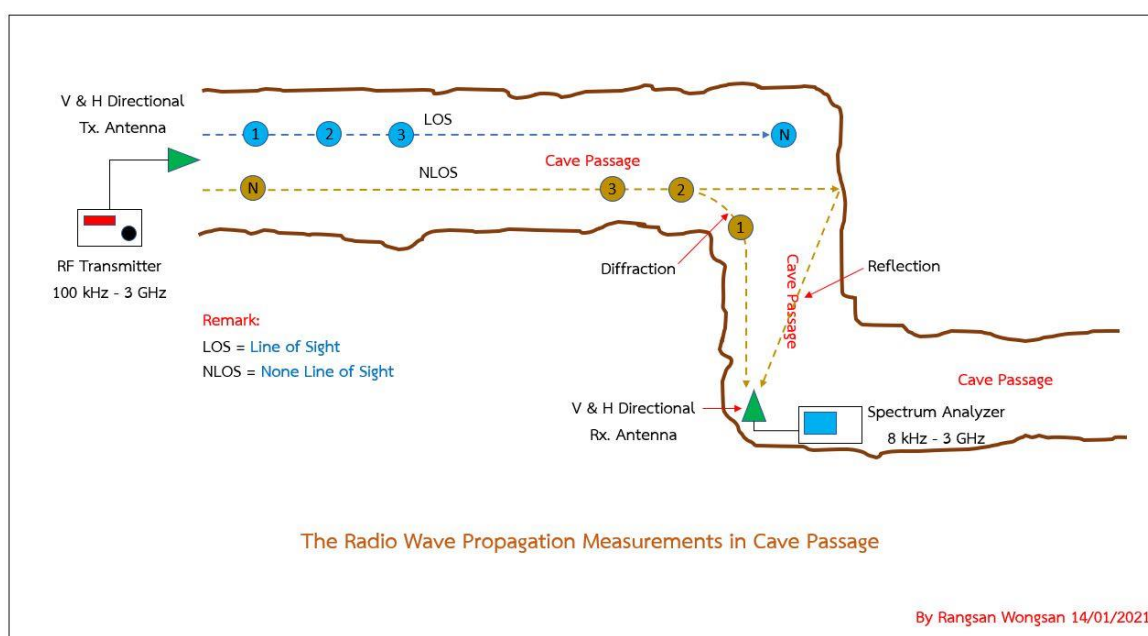 V & H Directional
Tx. Antenna
1
2
3
LOS
N
Cave Passage
N
NLOS
3
2
1
RF Transmitter
100 kHz - 3 GHz
Diffraction
Cave Passage
Reflection
Remark:
LOS = Line of Sight
NLOS = None Line of Sight
Cave Passage
V & H Directional
Rx. Antenna
Spectrum Analyzer
8 kHz - 3 GHz
The Radio Wave Propagation Measurements in Cave Passage
By Rangsan Wongsan 14/01/2021